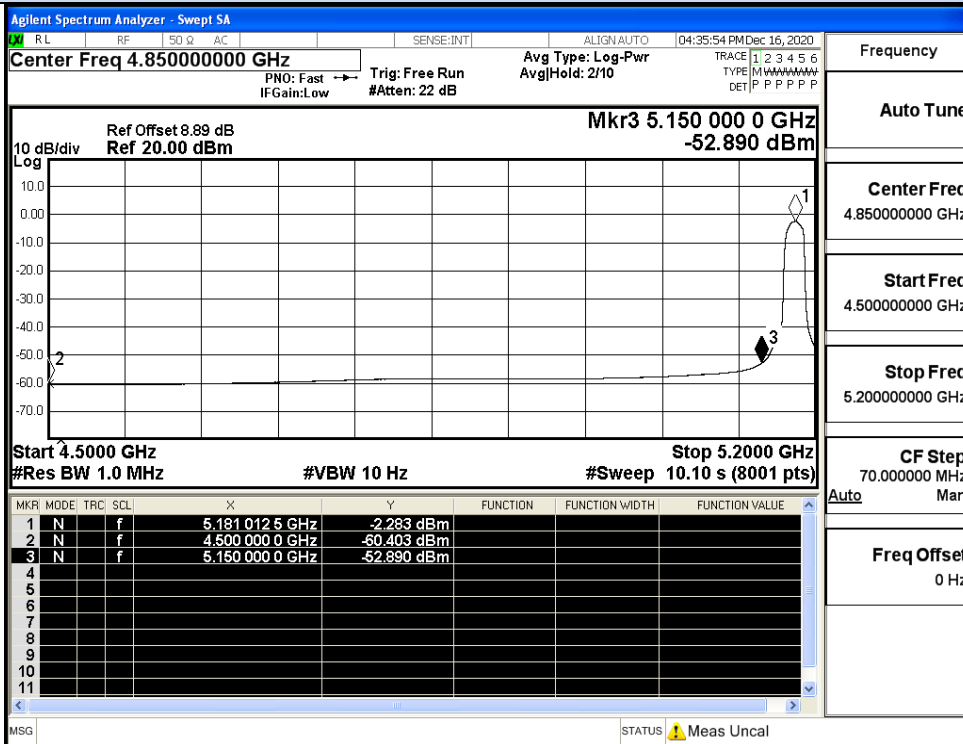 Agilent Spectrum Analyzer - Swept SA
LXI RL RF 50 Ω AC SENSE:INT ALIGNAUTO 04:35:54 PMDec 16, 2020
Center Freq 4.850000000 GHz
PNO: Fast
IFGain:Low
Trig: Free Run
#Atten: 22 dB
Avg Type: Log-Pwr
Avg|Hold: 2/10
TRACE 1 2 3 4 5 6
TYPE M
DET P P P P P P
Mkr3 5.150 000 0 GHz
-52.890 dBm
Ref Offset 8.89 dB
10 dB/div Ref 20.00 dBm
Log
10.0
0.00
-10.0
-20.0
-30.0
-40.0
-50.0
-60.0
-70.0
1
2
3
Start 4.5000 GHz Stop 5.2000 GHz
#Res BW 1.0 MHz #VBW 10 Hz #Sweep 10.10 s (8001 pts)
MKR MODE TRC SCL X Y FUNCTION FUNCTION WIDTH FUNCTION VALUE
1 N f 5.181 012 5 GHz -2.283 dBm
2 N f 4.500 000 0 GHz -60.403 dBm
3 N f 5.150 000 0 GHz -52.890 dBm
4
5
6
7
8
9
10
11
MSG STATUS Meas Uncal
Frequency
Auto Tune
Center Freq
4.850000000 GHz
Start Freq
4.500000000 GHz
Stop Freq
5.200000000 GHz
CF Step
70.000000 MHz
Auto Man
Freq Offset
0 Hz